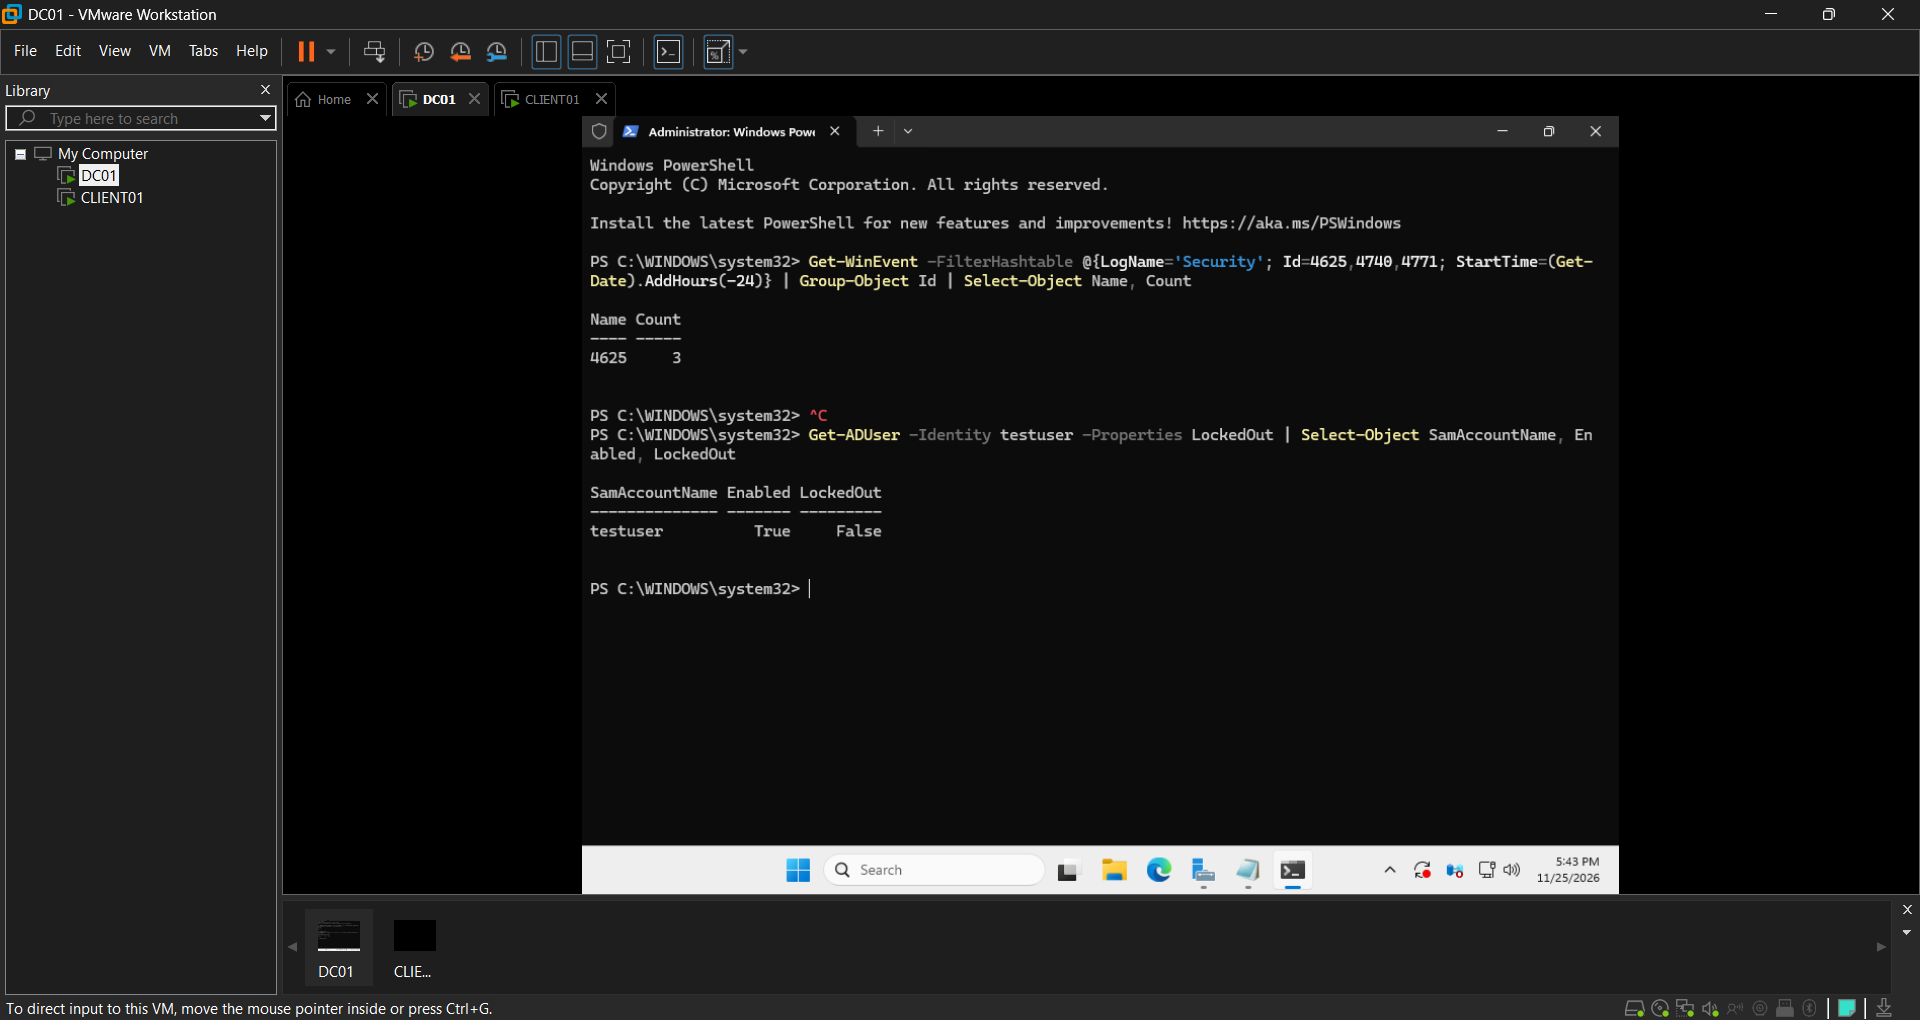 DC01 - VMware Workstation
File Edit View VM Tabs Help
Library
Type here to search
My Computer
DC01
CLIENT01
Home DC01 CLIENT01
Administrator: Windows Pow
Windows PowerShell
Copyright (C) Microsoft Corporation. All rights reserved.
Install the latest PowerShell for new features and improvements! https://aka.ms/PSWindows
PS C:\WINDOWS\system32> Get-WinEvent -FilterHashtable @{LogName='Security'; Id=4625,4740,4771; StartTime=(Get-
Date).AddHours(-24)} | Group-Object Id | Select-Object Name, Count
Name Count
---- -----
4625 3
PS C:\WINDOWS\system32> ^C
PS C:\WINDOWS\system32> Get-ADUser -Identity testuser -Properties LockedOut | Select-Object SamAccountName, En
abled, LockedOut
SamAccountName Enabled LockedOut
-------------- ------- ---------
testuser True False
PS C:\WINDOWS\system32>
Search
5:43 PM
11/25/2026
DC01 CLIE...
To direct input to this VM, move the mouse pointer inside or press Ctrl+G.